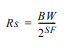 Rs = BW / 2^SF